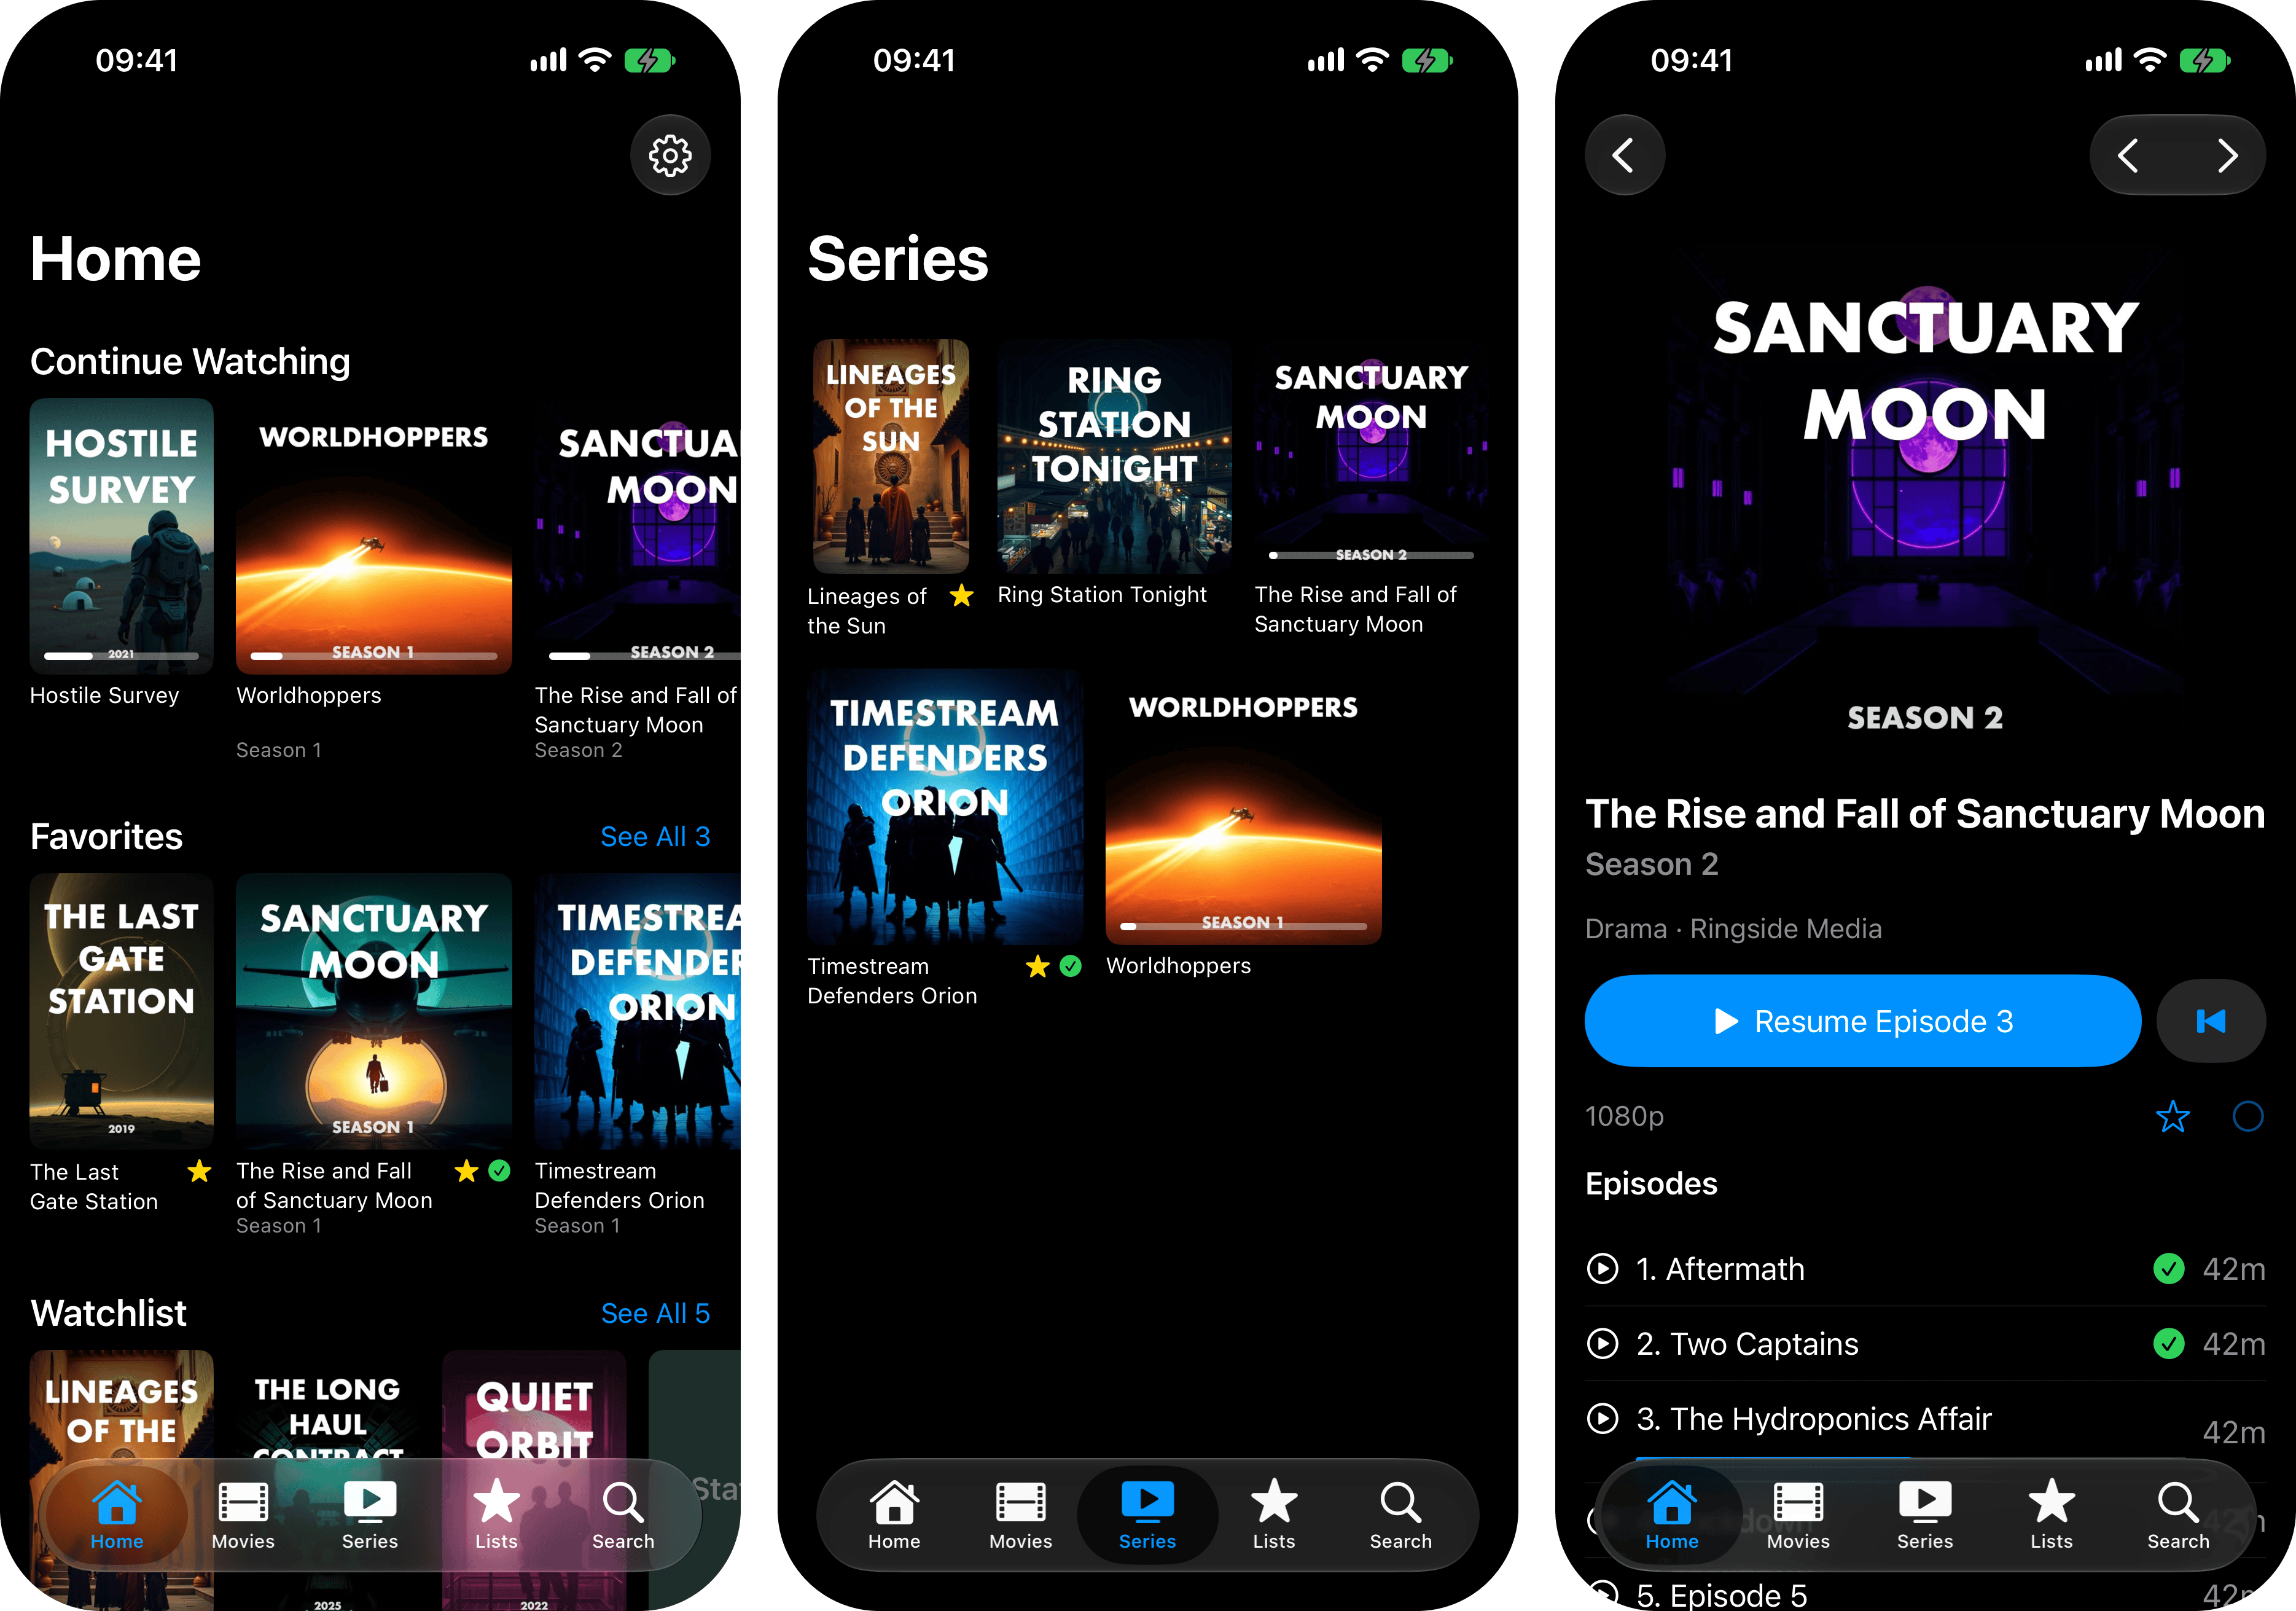 09:41
Home
Continue Watching
HOSTILE
SURVEY
2021
Hostile Survey
WORLDHOPPERS
SEASON 1
Worldhoppers
Season 1
SANCTUA
MOON
SEASON 2
The Rise and Fall of
Sanctuary Moon
Season 2
Favorites
See All 3
THE LAST
GATE
STATION
2019
The Last
Gate Station
SANCTUARY
MOON
SEASON 1
The Rise and Fall
of Sanctuary Moon
Season 1
TIMESTREA
DEFENDER
ORION
Timestream
Defenders Orion
Season 1
Watchlist
See All 5
LINEAGES
OF THE
THE LONG
HAUL
CONTRACT
2025
QUIET
ORBIT
2022
Sta
Home
Movies
Series
Lists
Search
09:41
Series
LINEAGES
OF THE
SUN
Lineages of
the Sun
RING
STATION
TONIGHT
Ring Station Tonight
SANCTUARY
MOON
SEASON 2
The Rise and Fall of
Sanctuary Moon
TIMESTREAM
DEFENDERS
ORION
Timestream
Defenders Orion
WORLDHOPPERS
SEASON 1
Worldhoppers
Home
Movies
Series
Lists
Search
09:41
SANCTUARY
MOON
SEASON 2
The Rise and Fall of Sanctuary Moon
Season 2
Drama · Ringside Media
Resume Episode 3
1080p
Episodes
1. Aftermath 42m
2. Two Captains 42m
3. The Hydroponics Affair 42m
42m
5. Episode 5 42m
Home
Movies
Series
Lists
Search